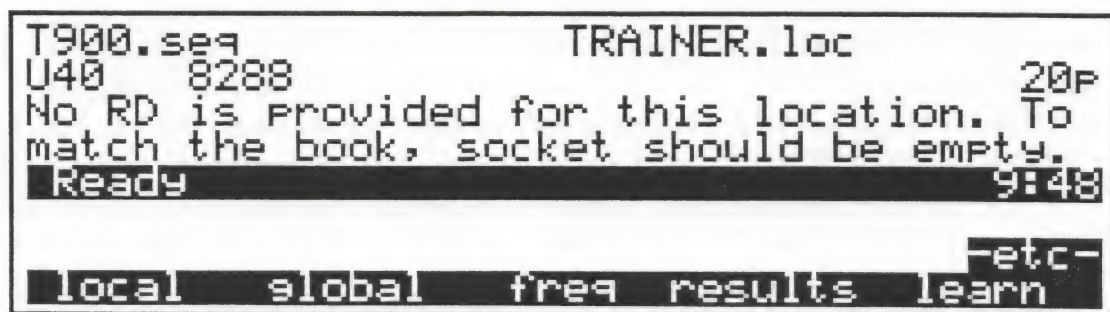 T900.seq TRAINER.loc
U40 8288 20p
No RD is provided for this location. To
match the book, socket should be empty.
Ready 9:48
-etc-
local global freq results learn